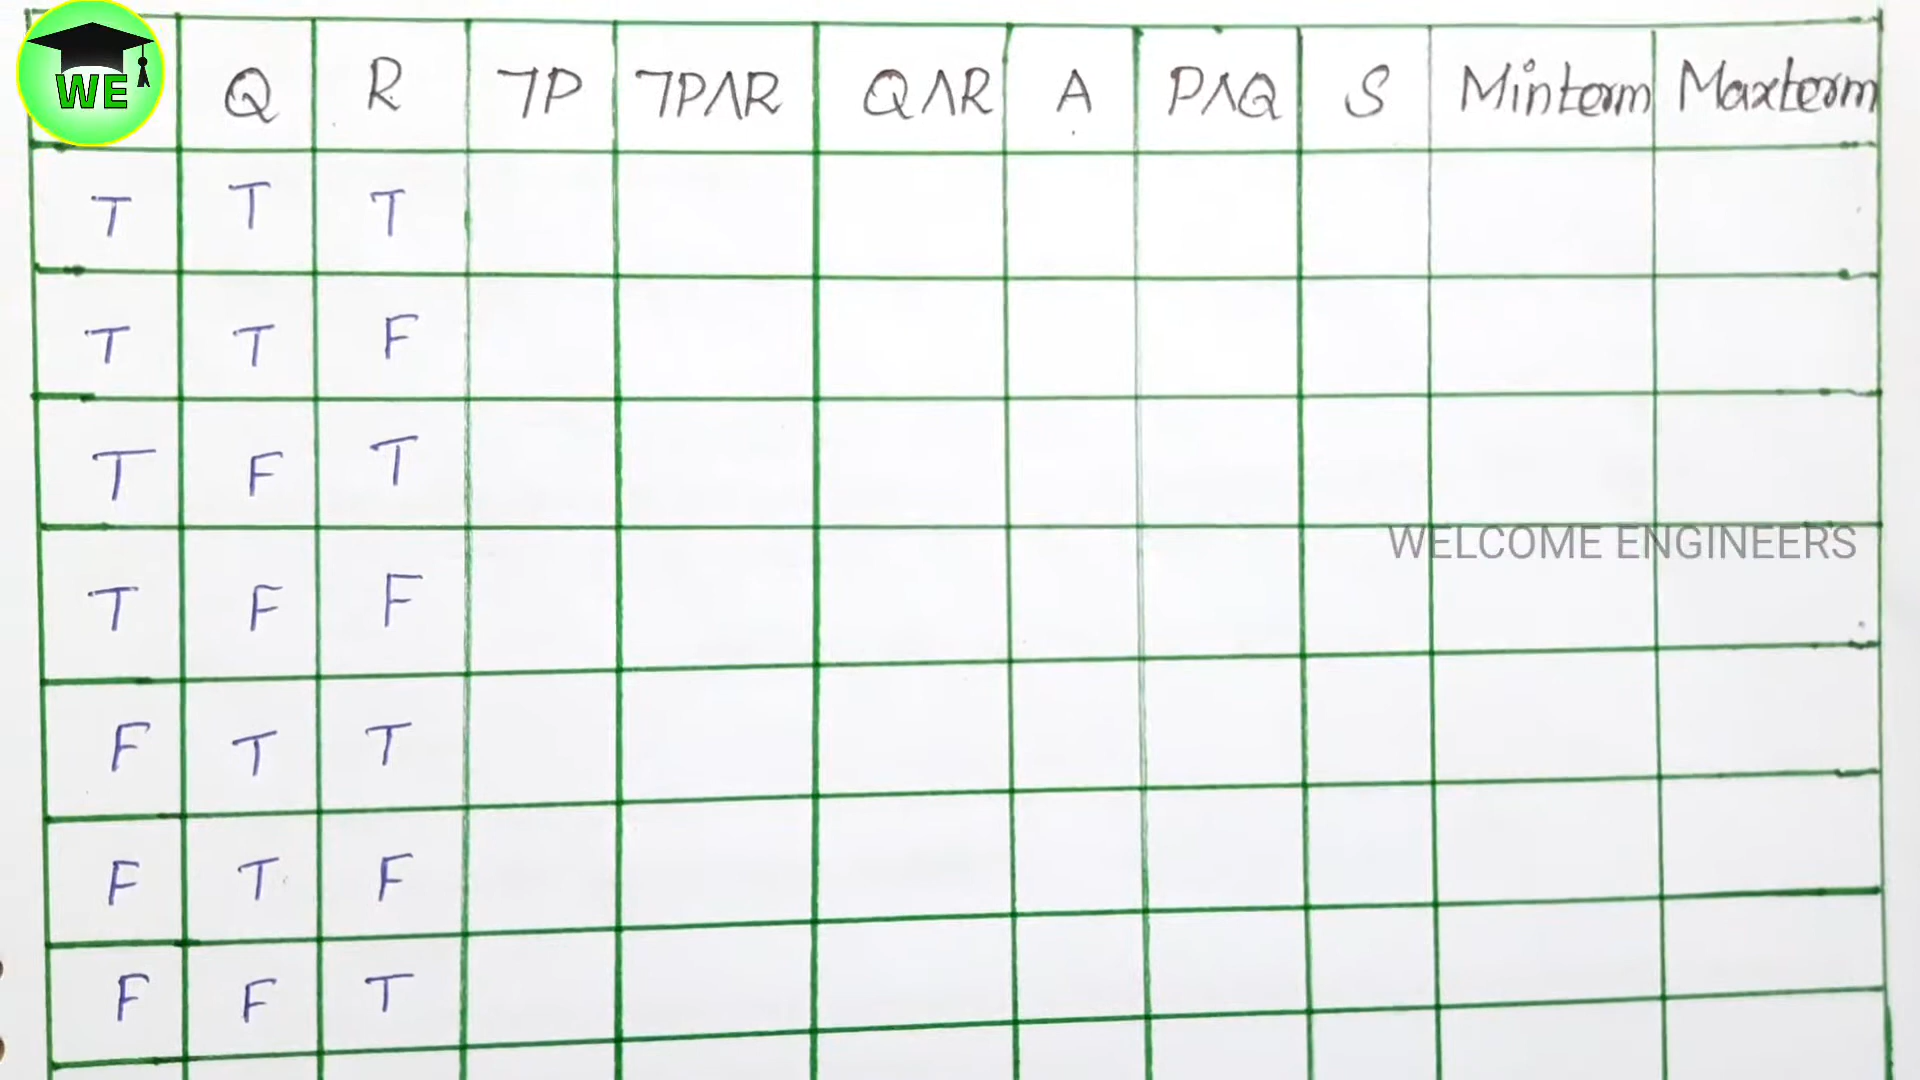 WE
Q R ¬P ¬P∧R Q∧R A P∧Q S Minterm Maxterm
T T T
T T F
T F T
WELCOME ENGINEERS
T F F
F T T
F T F
F F T